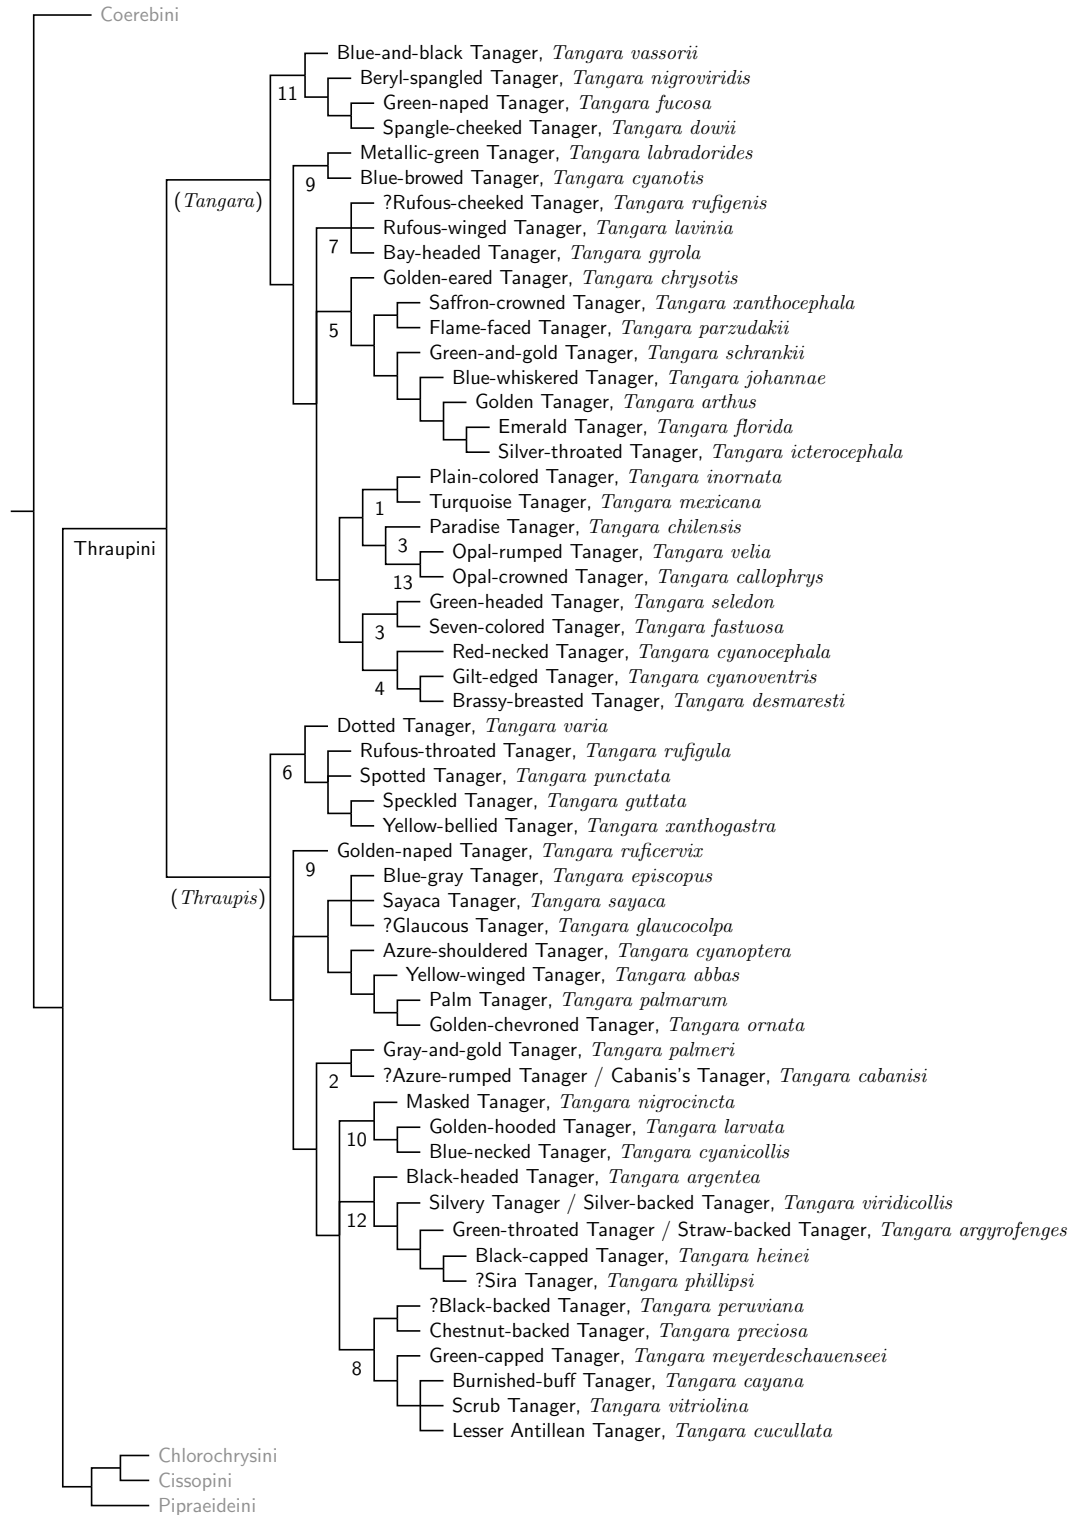 Coerebini
Blue-and-black Tanager, Tangara vassorii
Beryl-spangled Tanager, Tangara nigroviridis
11
Green-naped Tanager, Tangara fucosa
Spangle-cheeked Tanager, Tangara dowii
Metallic-green Tanager, Tangara labradorides
Blue-browed Tanager, Tangara cyanotis
9
(Tangara)
?Rufous-cheeked Tanager, Tangara rufigenis
Rufous-winged Tanager, Tangara lavinia
7
Bay-headed Tanager, Tangara gyrola
Golden-eared Tanager, Tangara chrysotis
Saffron-crowned Tanager, Tangara xanthocephala
5
Flame-faced Tanager, Tangara parzudakii
Green-and-gold Tanager, Tangara schrankii
Blue-whiskered Tanager, Tangara johannae
Golden Tanager, Tangara arthus
Emerald Tanager, Tangara florida
Silver-throated Tanager, Tangara icterocephala
Plain-colored Tanager, Tangara inornata
Turquoise Tanager, Tangara mexicana
1
Paradise Tanager, Tangara chilensis
Thraupini
3
Opal-rumped Tanager, Tangara velia
Opal-crowned Tanager, Tangara callophrys
13
Green-headed Tanager, Tangara seledon
Seven-colored Tanager, Tangara fastuosa
3
Red-necked Tanager, Tangara cyanocephala
Gilt-edged Tanager, Tangara cyanoventris
4
Brassy-breasted Tanager, Tangara desmaresti
Dotted Tanager, Tangara varia
Rufous-throated Tanager, Tangara rufigula
6
Spotted Tanager, Tangara punctata
Speckled Tanager, Tangara guttata
Yellow-bellied Tanager, Tangara xanthogastra
Golden-naped Tanager, Tangara ruficervix
9
Blue-gray Tanager, Tangara episcopus
(Thraupis)
Sayaca Tanager, Tangara sayaca
?Glaucous Tanager, Tangara glaucocolpa
Azure-shouldered Tanager, Tangara cyanoptera
Yellow-winged Tanager, Tangara abbas
Palm Tanager, Tangara palmarum
Golden-chevroned Tanager, Tangara ornata
Gray-and-gold Tanager, Tangara palmeri
2
?Azure-rumped Tanager / Cabanis's Tanager, Tangara cabanisi
Masked Tanager, Tangara nigrocincta
Golden-hooded Tanager, Tangara larvata
10
Blue-necked Tanager, Tangara cyanicollis
Black-headed Tanager, Tangara argentea
Silvery Tanager / Silver-backed Tanager, Tangara viridicollis
12
Green-throated Tanager / Straw-backed Tanager, Tangara argyrofenges
Black-capped Tanager, Tangara heinei
?Sira Tanager, Tangara phillipsi
?Black-backed Tanager, Tangara peruviana
Chestnut-backed Tanager, Tangara preciosa
Green-capped Tanager, Tangara meyerdeschauenseei
8
Burnished-buff Tanager, Tangara cayana
Scrub Tanager, Tangara vitriolina
Lesser Antillean Tanager, Tangara cucullata
Chlorochrysini
Cissopini
Pipraeideini